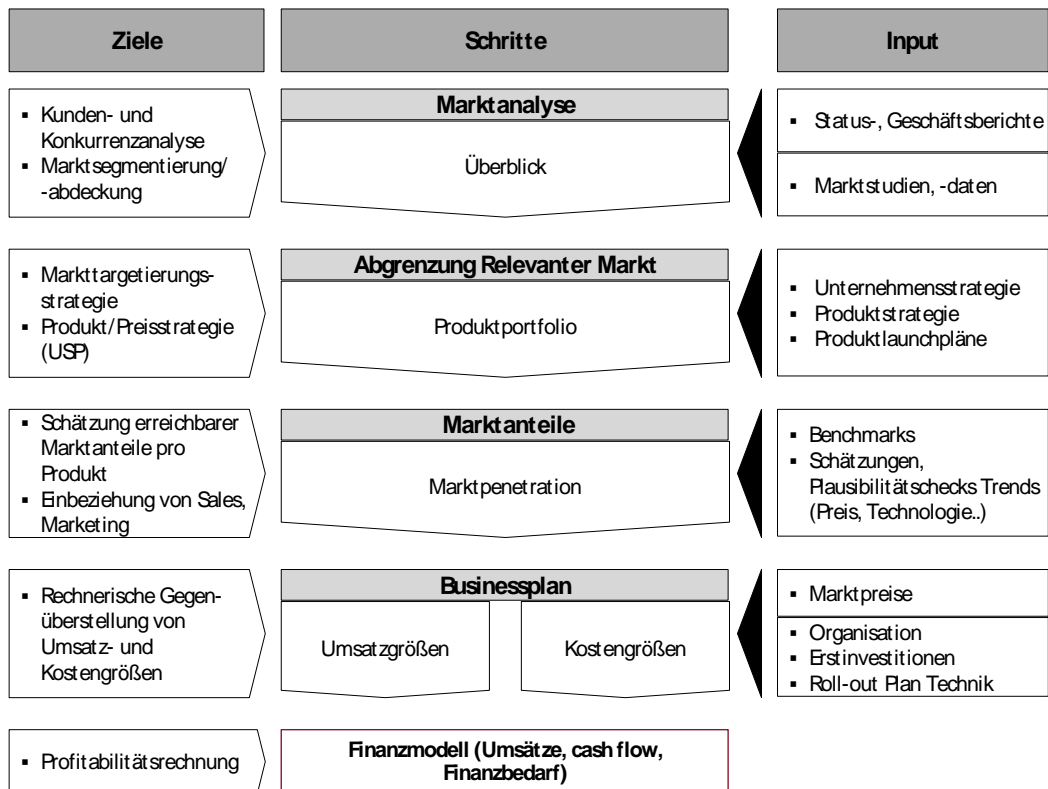 Ziele
Schritte
Input
▪ Kunden- und
Konkurrenzanalyse
▪ Marktsegmentierung/
-abdeckung
Marktanalyse
Überblick
▪ Status-, Geschäftsberichte
▪ Marktstudien, -daten
▪ Markttargetierungs-
strategie
▪ Produkt/Preisstrategie
(USP)
Abgrenzung Relevanter Markt
Produktportfolio
▪ Unternehmensstrategie
▪ Produktstrategie
▪ Produktlaunchpläne
▪ Schätzung erreichbarer
Marktanteile pro
Produkt
▪ Einbeziehung von Sales,
Marketing
Marktanteile
Marktpenetration
▪ Benchmarks
▪ Schätzungen,
Plausibilitätschecks Trends
(Preis, Technologie..)
▪ Rechnerische Gegen-
überstellung von
Umsatz- und
Kostengrößen
Businessplan
Umsatzgrößen
Kostengrößen
▪ Marktpreise
▪ Organisation
▪ Erstinvestitionen
▪ Roll-out Plan Technik
▪ Profitabilitätsrechnung
Finanzmodell (Umsätze, cash flow,
Finanzbedarf)